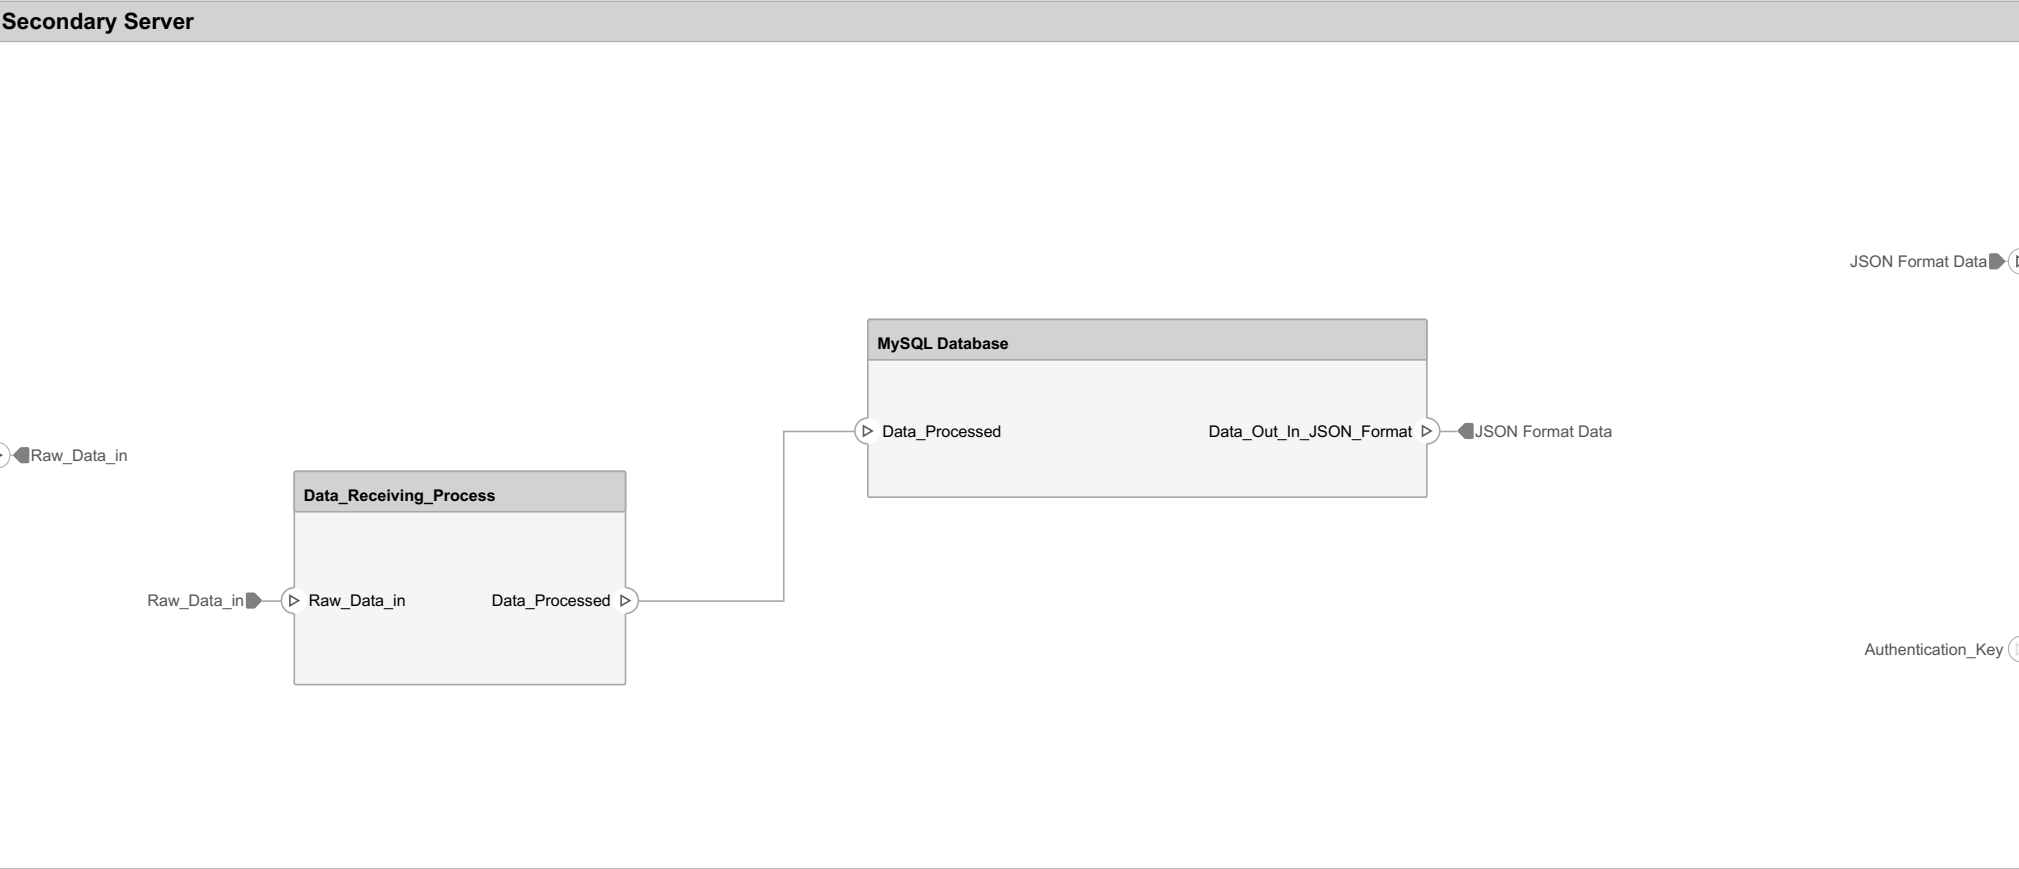 Secondary Server
JSON Format Data
MySQL Database
Data_Processed
Data_Out_In_JSON_Format
JSON Format Data
Raw_Data_in
Data_Receiving_Process
Raw_Data_in
Raw_Data_in
Data_Processed
Authentication_Key